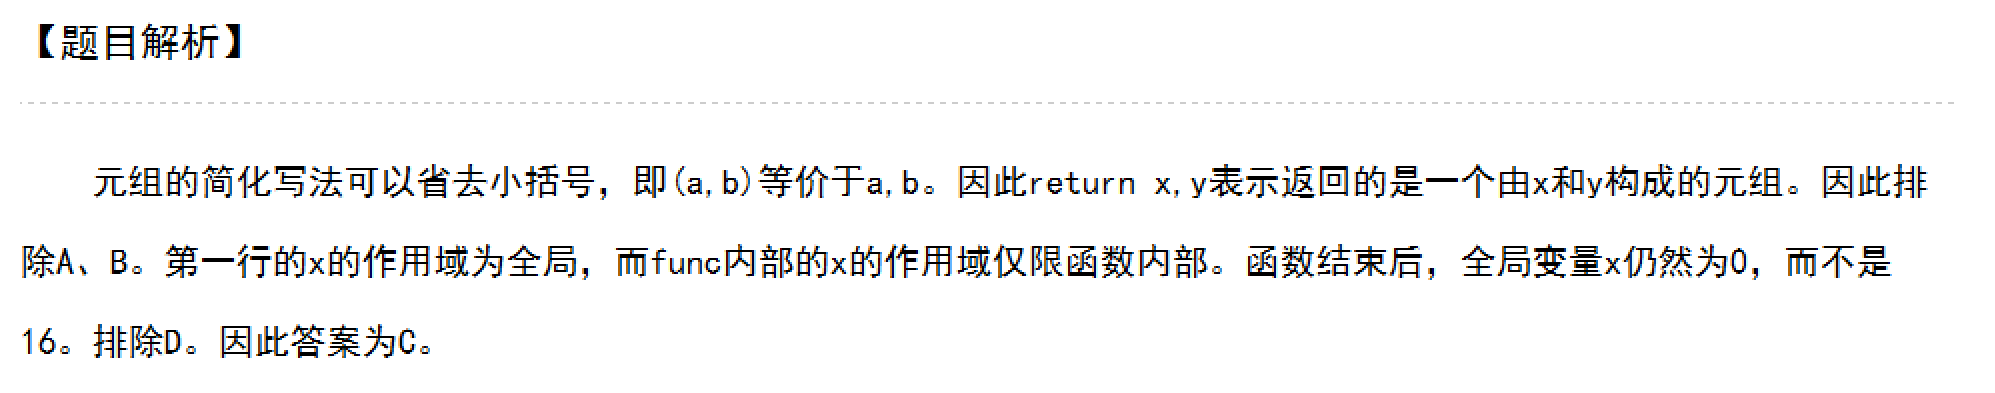 【题目解析】
元组的简化写法可以省去小括号，即(a,b)等价于a,b。因此return x,y表示返回的是一个由x和y构成的元组。因此排
除A、B。第一行的x的作用域为全局，而func内部的x的作用域仅限函数内部。函数结束后，全局变量x仍然为0，而不是
16。排除D。因此答案为C。